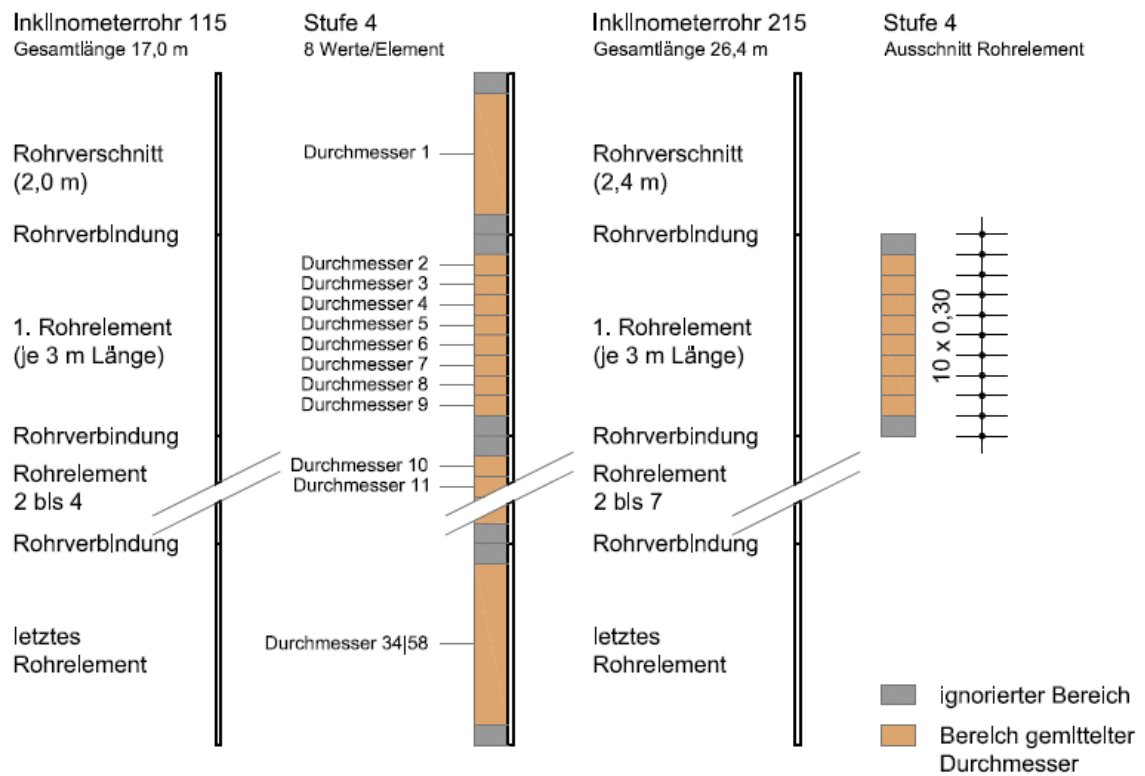 Inklinometerrohr 115
Gesamtlänge 17,0 m
Rohrverschnitt
(2,0 m)
Rohrverbindung
1. Rohrelement
(je 3 m Länge)
Rohrverbindung
Rohrelement
2 bis 4
Rohrverbindung
letztes
Rohrelement
Stufe 4
8 Werte/Element
Durchmesser 1
Durchmesser 2
Durchmesser 3
Durchmesser 4
Durchmesser 5
Durchmesser 6
Durchmesser 7
Durchmesser 8
Durchmesser 9
Durchmesser 10
Durchmesser 11
Durchmesser 34|58
Inklinometerrohr 215
Gesamtlänge 26,4 m
Rohrverschnitt
(2,4 m)
Rohrverbindung
1. Rohrelement
(je 3 m Länge)
Rohrverbindung
Rohrelement
2 bis 7
Rohrverbindung
letztes
Rohrelement
Stufe 4
Ausschnitt Rohrelement
10 x 0,30
ignorierter Bereich
Bereich gemittelter
Durchmesser